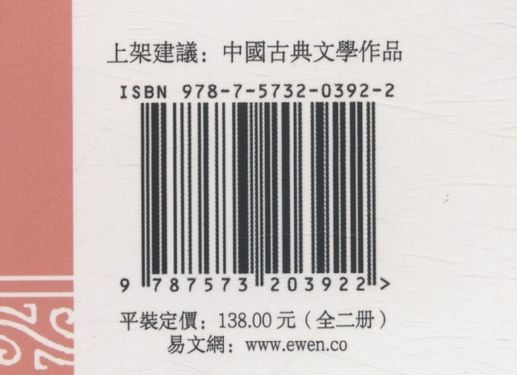 上架建議：中國古典文學作品
ISBN 978-7-5732-0392-2
9 787573 203922 >
平裝定價：138.00 元（全二册）
易文網：www.ewen.co